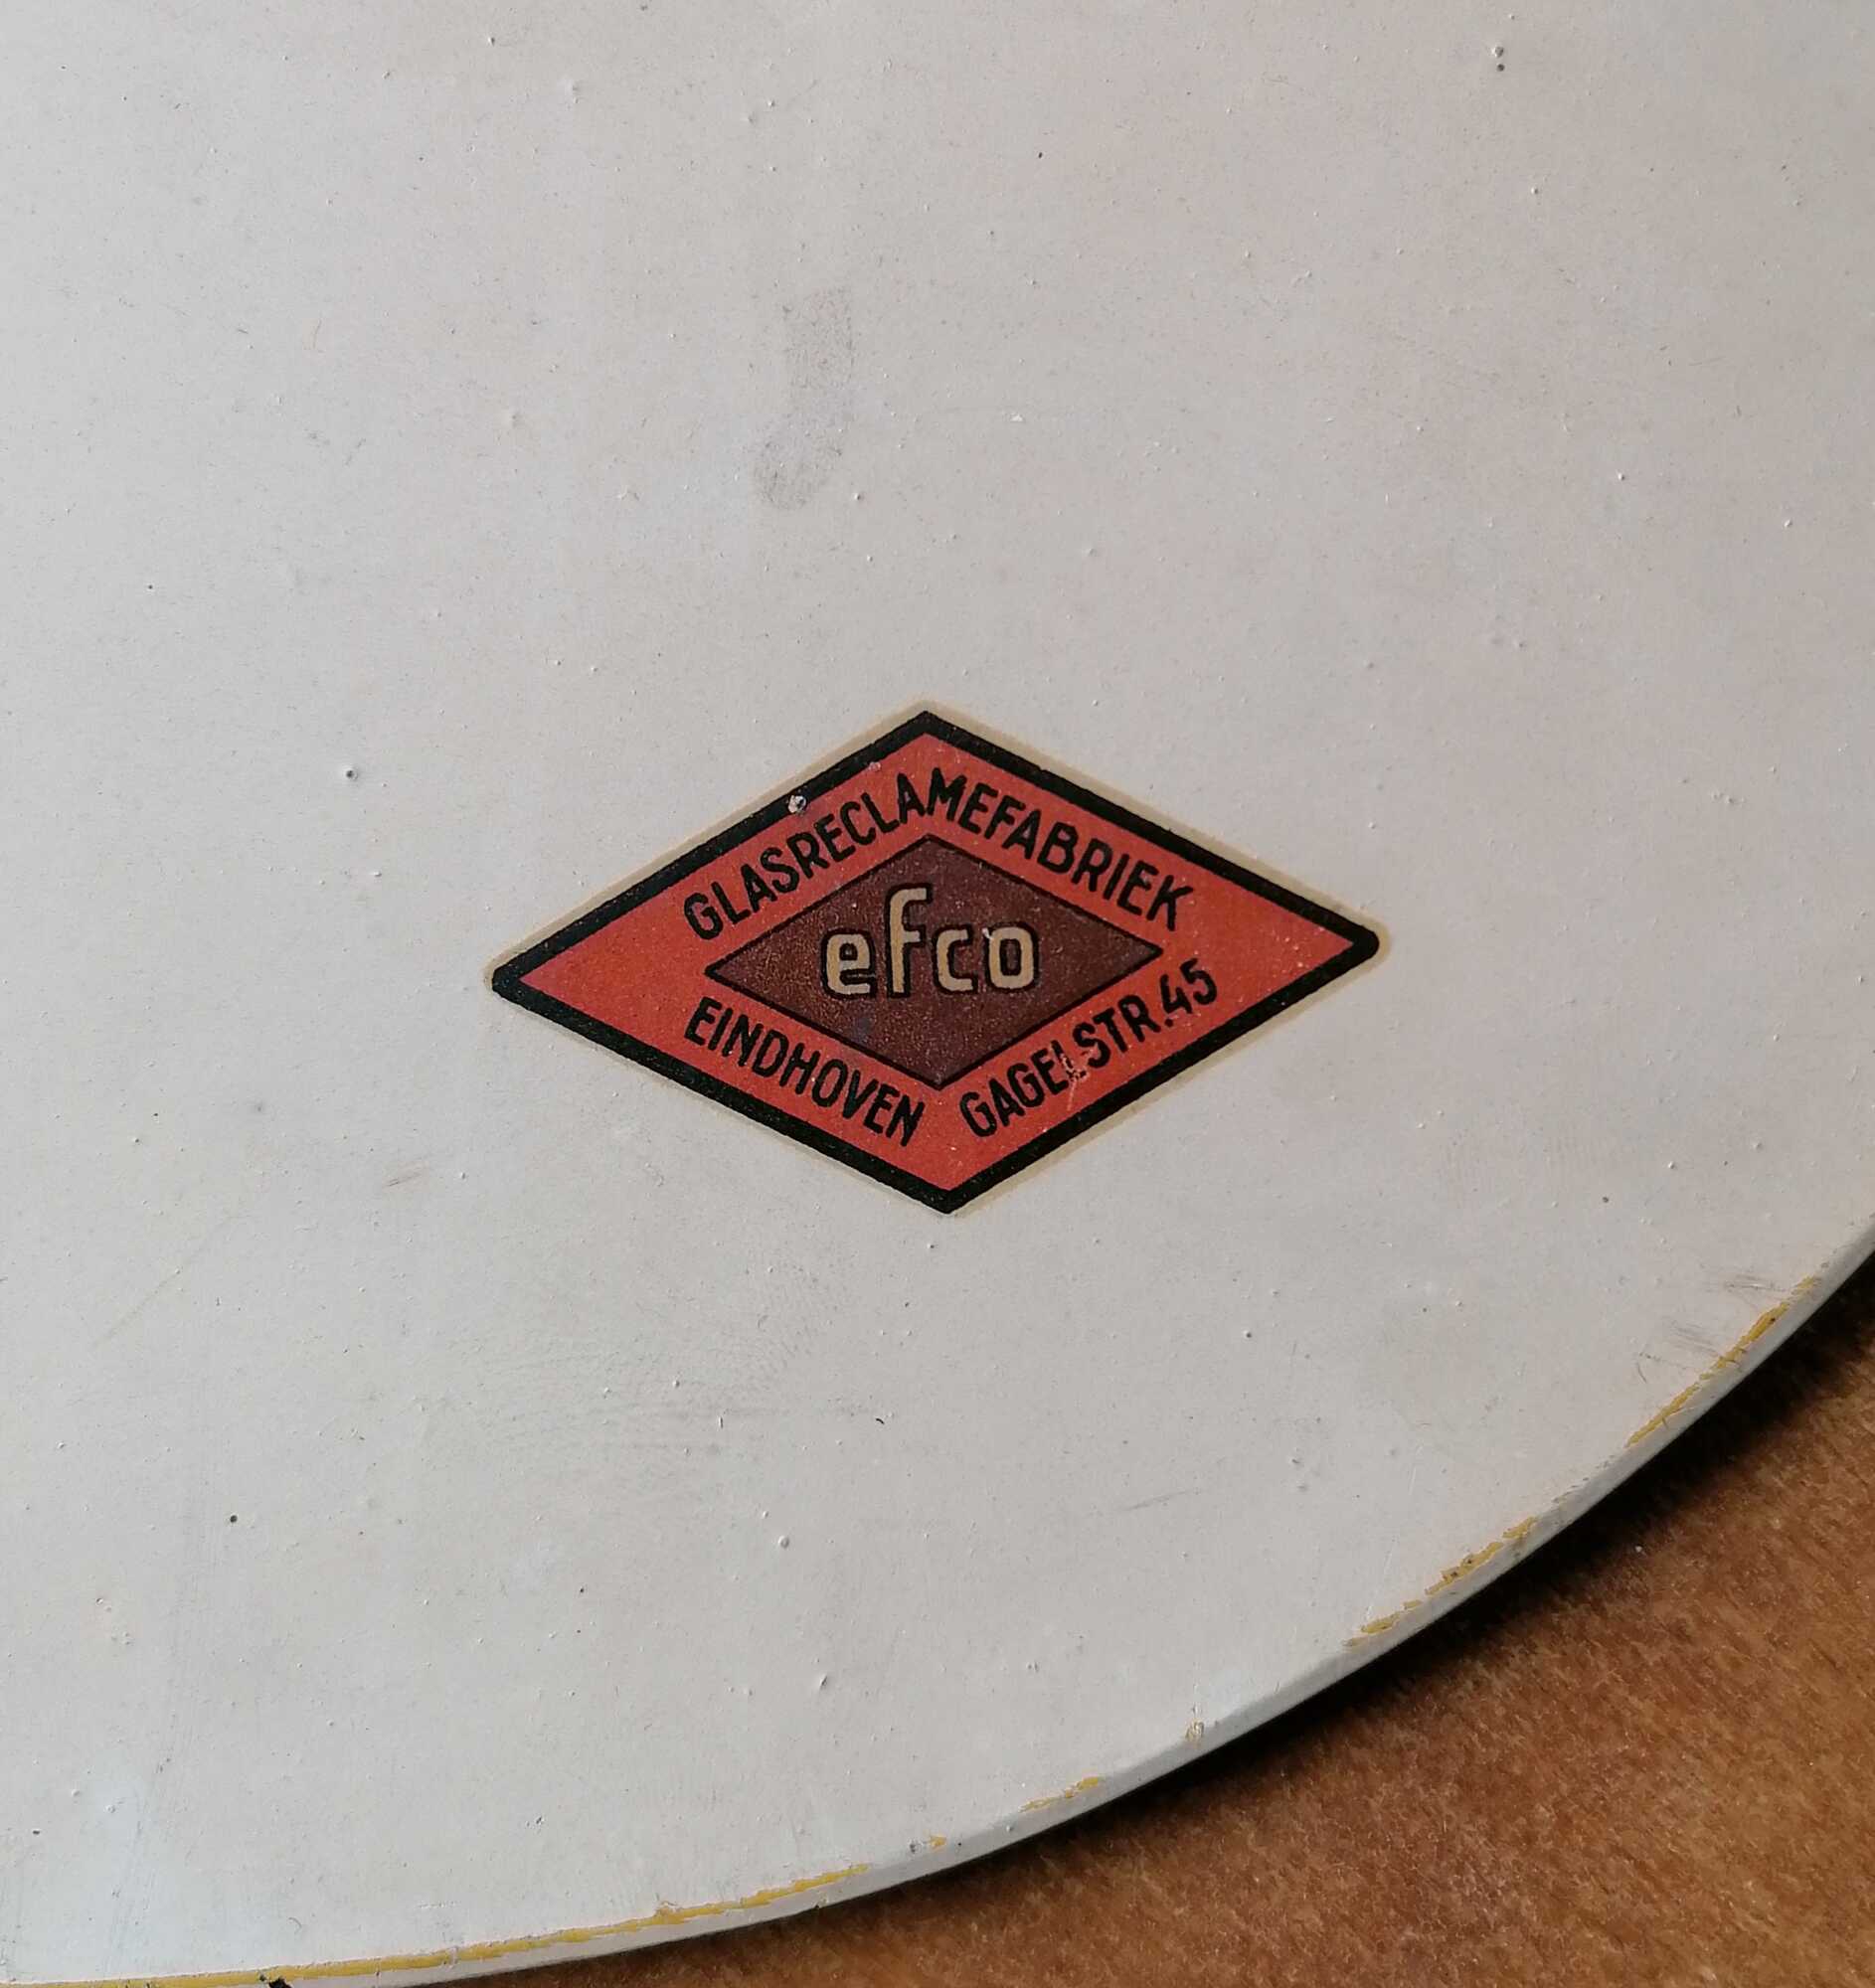 GLASRECLAMEFABRIEK
efco
EINDHOVEN GAGELSTR.45